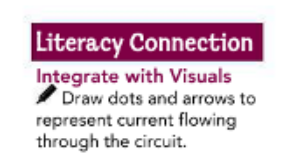 Literacy Connection
Integrate with Visuals
Draw dots and arrows to
represent current flowing
through the circuit.